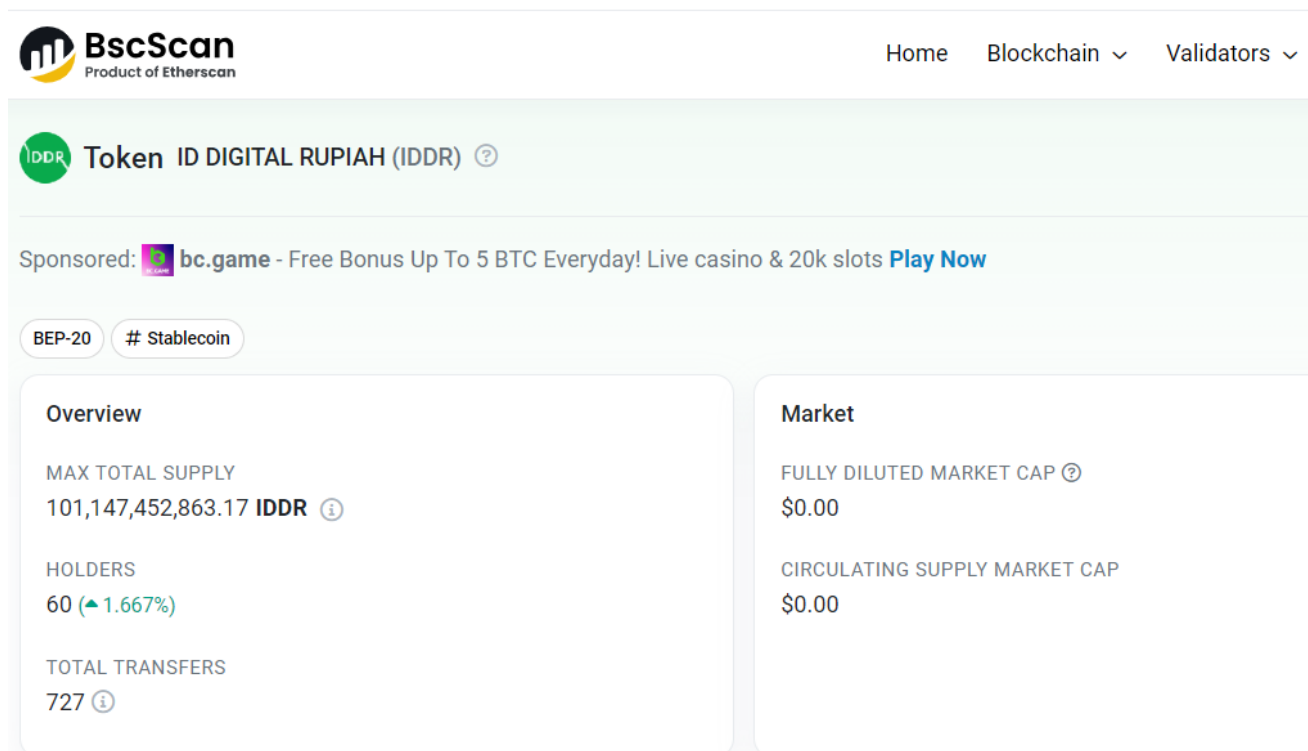 BscScan
Product of Etherscan
Home Blockchain Validators
IDDR Token ID DIGITAL RUPIAH (IDDR)
Sponsored: BC.GAME bc.game - Free Bonus Up To 5 BTC Everyday! Live casino & 20k slots Play Now
BEP-20 # Stablecoin
Overview
MAX TOTAL SUPPLY
101,147,452,863.17 IDDR
HOLDERS
60 (1.667%)
TOTAL TRANSFERS
727
Market
FULLY DILUTED MARKET CAP
$0.00
CIRCULATING SUPPLY MARKET CAP
$0.00